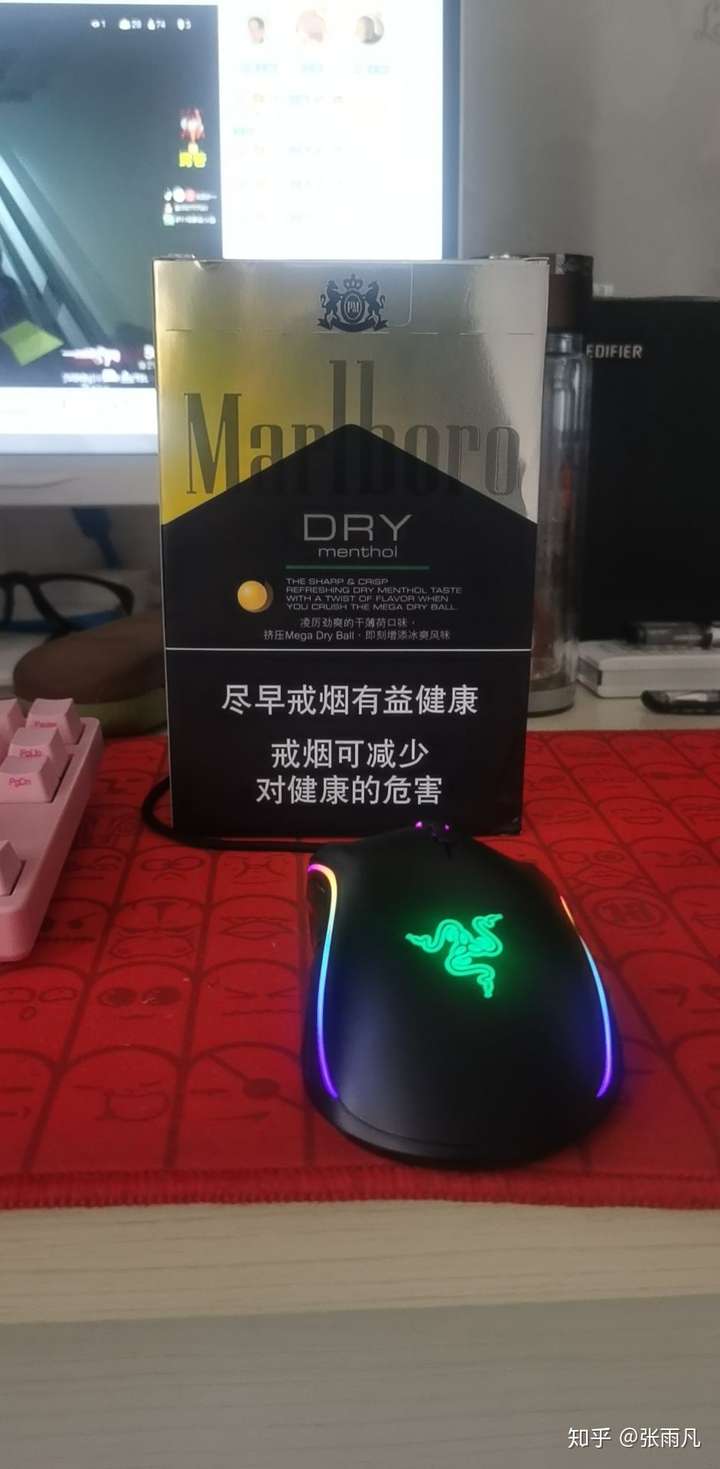 EDIFIER
Marlboro
DRY
menthol
THE SHARP & CRISP
REFRESHING DRY MENTHOL TASTE
WITH A TWIST OF FLAVOR WHEN
YOU CRUSH THE MEGA DRY BALL.
凌厉劲爽的干薄荷口味，
挤压Mega Dry Ball，即刻增添冰爽风味
尽早戒烟有益健康
戒烟可减少
对健康的危害
Pause
PgUp
PgDn
知乎 @张雨凡